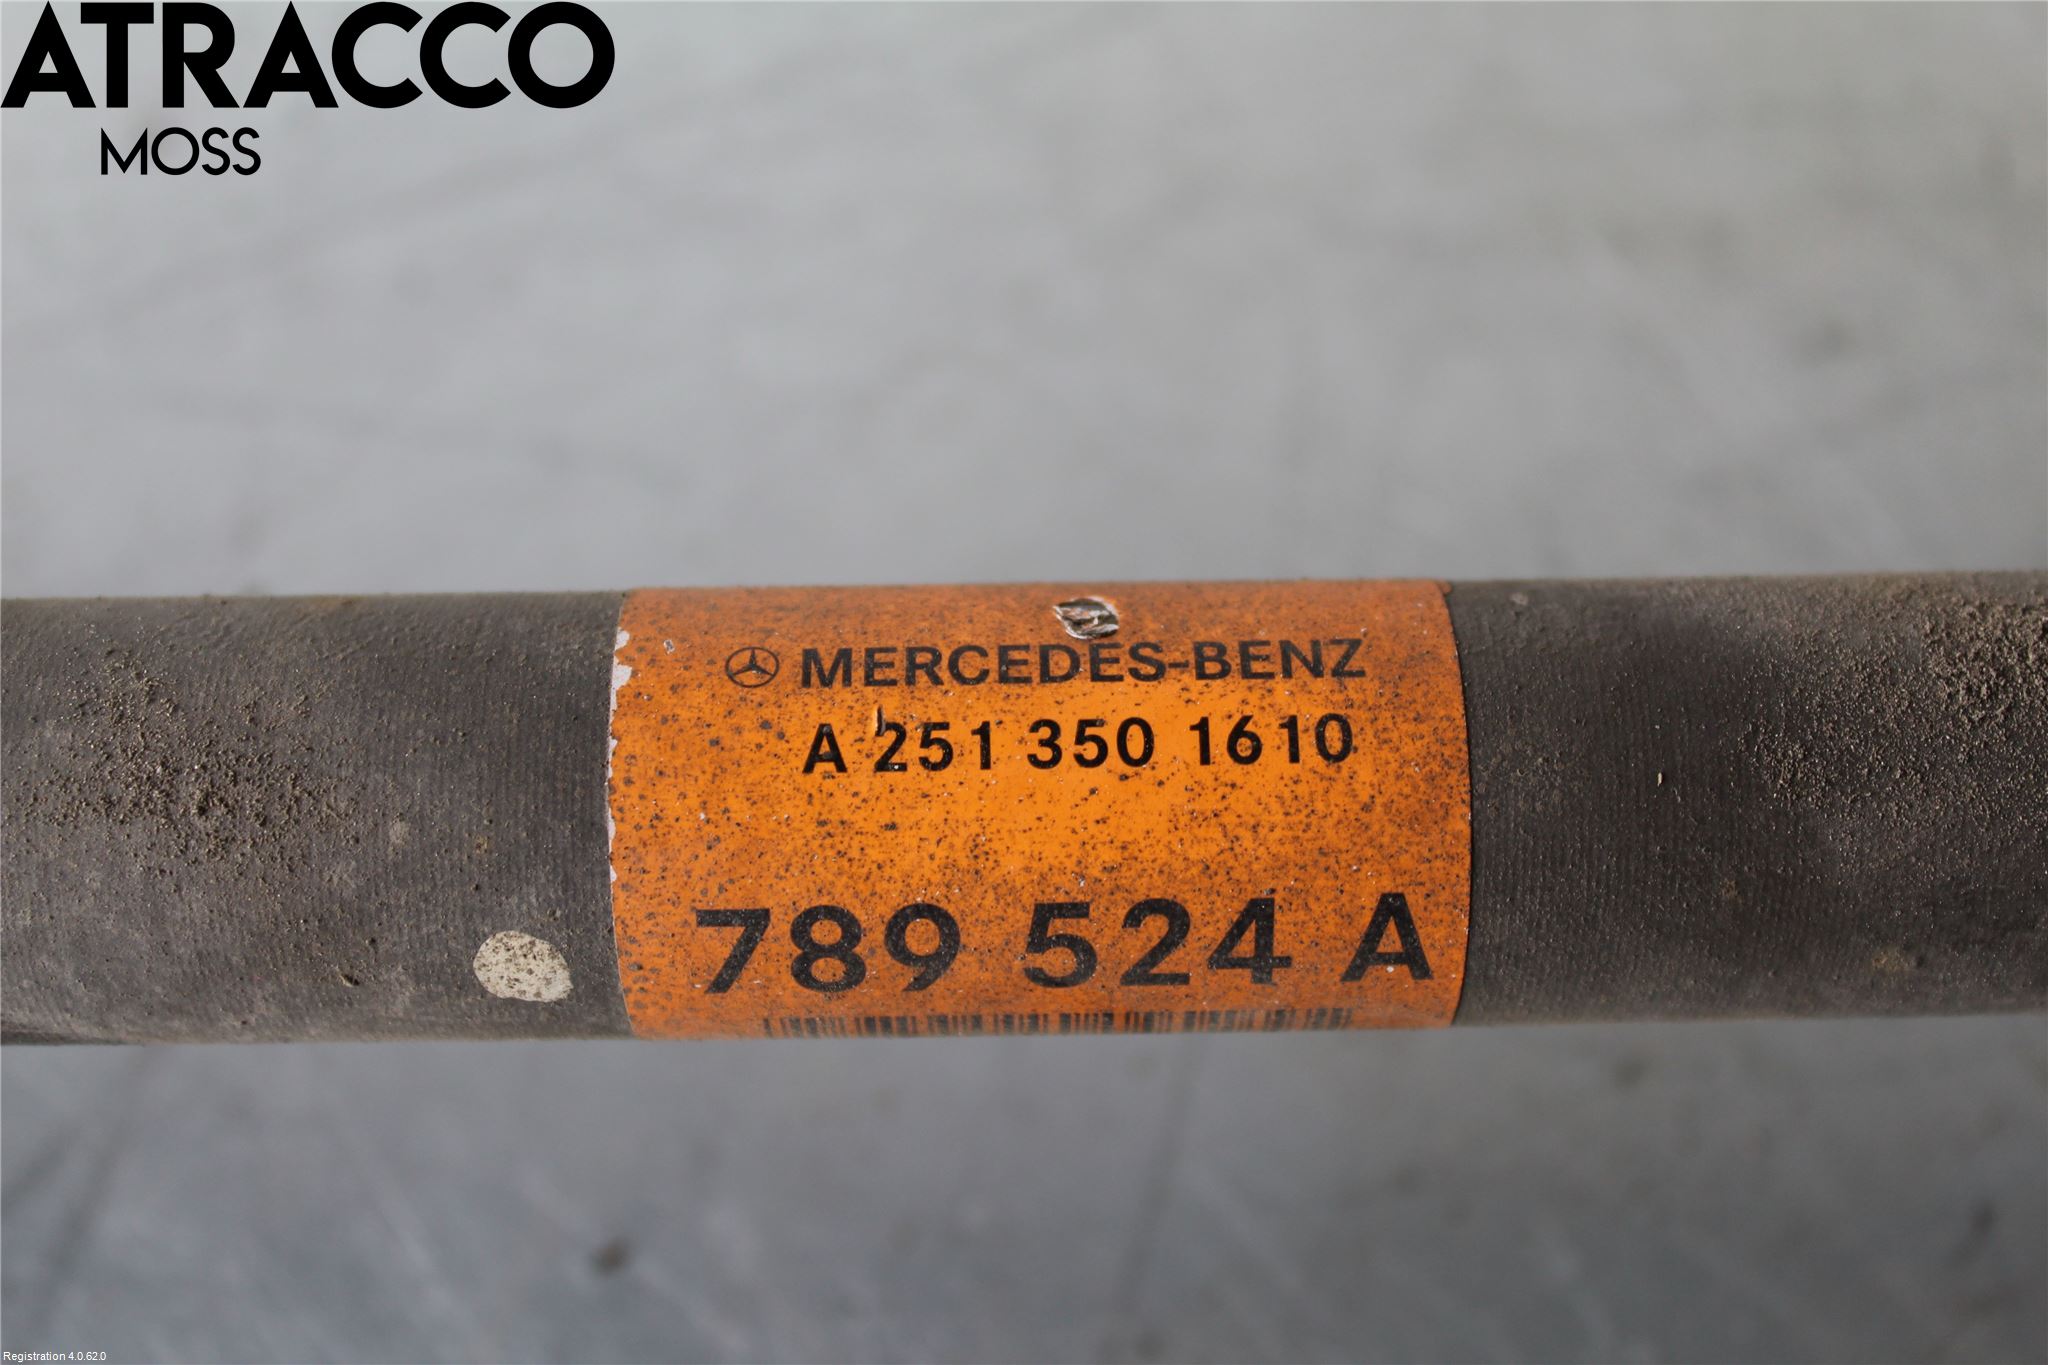 ATRACCO
MOSS
MERCEDES-BENZ
A 251 350 1610
789 524 A
Registration 4.0.62.0